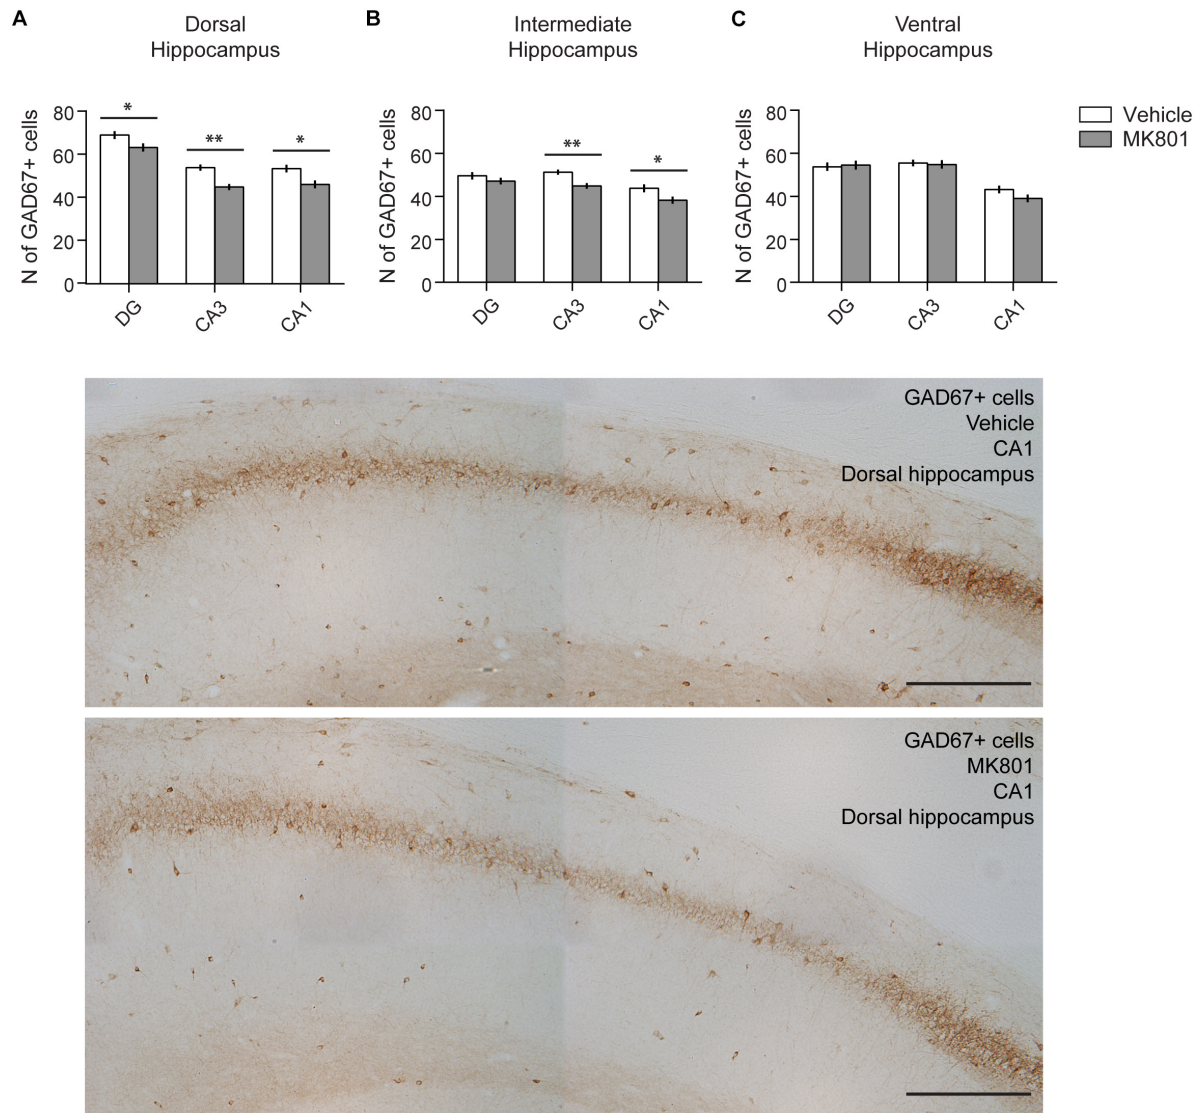 A
Dorsal
Hippocampus
N of GAD67+ cells
80
60
40
20
0
*
**
*
DG
CA3
CA1
B
Intermediate
Hippocampus
N of GAD67+ cells
80
60
40
20
0
**
*
DG
CA3
CA1
C
Ventral
Hippocampus
N of GAD67+ cells
80
60
40
20
0
DG
CA3
CA1
Vehicle
MK801
GAD67+ cells
Vehicle
CA1
Dorsal hippocampus
GAD67+ cells
MK801
CA1
Dorsal hippocampus